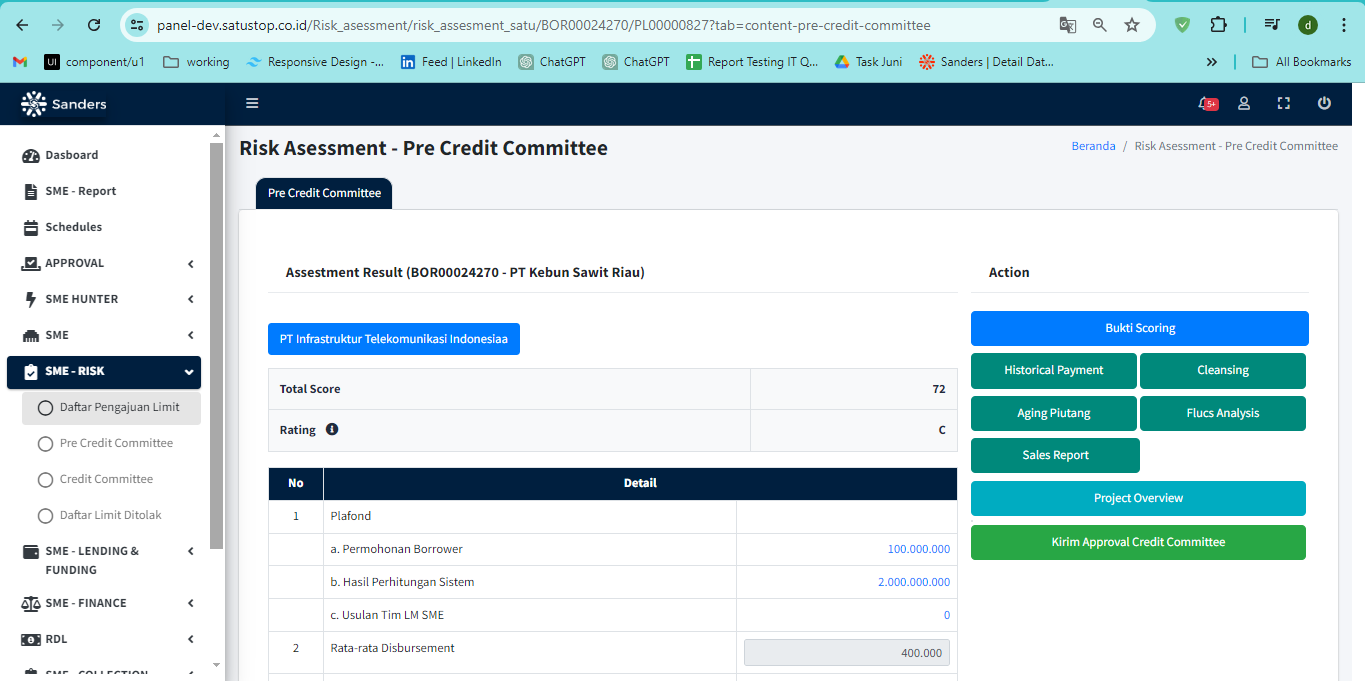 panel-dev.satustop.co.id/Risk_asessment/risk_assesment_satu/BOR00024270/PL00000827?tab=content-pre-credit-committee
d
UI component/u1
working
Responsive Design -...
Feed | LinkedIn
ChatGPT
ChatGPT
Report Testing IT Q...
Task Juni
Sanders | Detail Dat...
»
All Bookmarks
Sanders
5+
Dasboard
SME - Report
Schedules
APPROVAL
SME HUNTER
SME
SME - RISK
Daftar Pengajuan Limit
Pre Credit Committee
Credit Committee
Daftar Limit Ditolak
SME - LENDING &
FUNDING
SME - FINANCE
RDL
SME - COLLECTION
Risk Asessment - Pre Credit Committee
Beranda / Risk Asessment - Pre Credit Committee
Pre Credit Committee
Assestment Result (BOR00024270 - PT Kebun Sawit Riau)
PT Infrastruktur Telekomunikasi Indonesiaa
Total Score 72
Rating C
No Detail
1 Plafond
a. Permohonan Borrower 100.000.000
b. Hasil Perhitungan Sistem 2.000.000.000
c. Usulan Tim LM SME 0
2 Rata-rata Disbursement 400.000
Action
Bukti Scoring
Historical Payment
Cleansing
Aging Piutang
Flucs Analysis
Sales Report
Project Overview
Kirim Approval Credit Committee